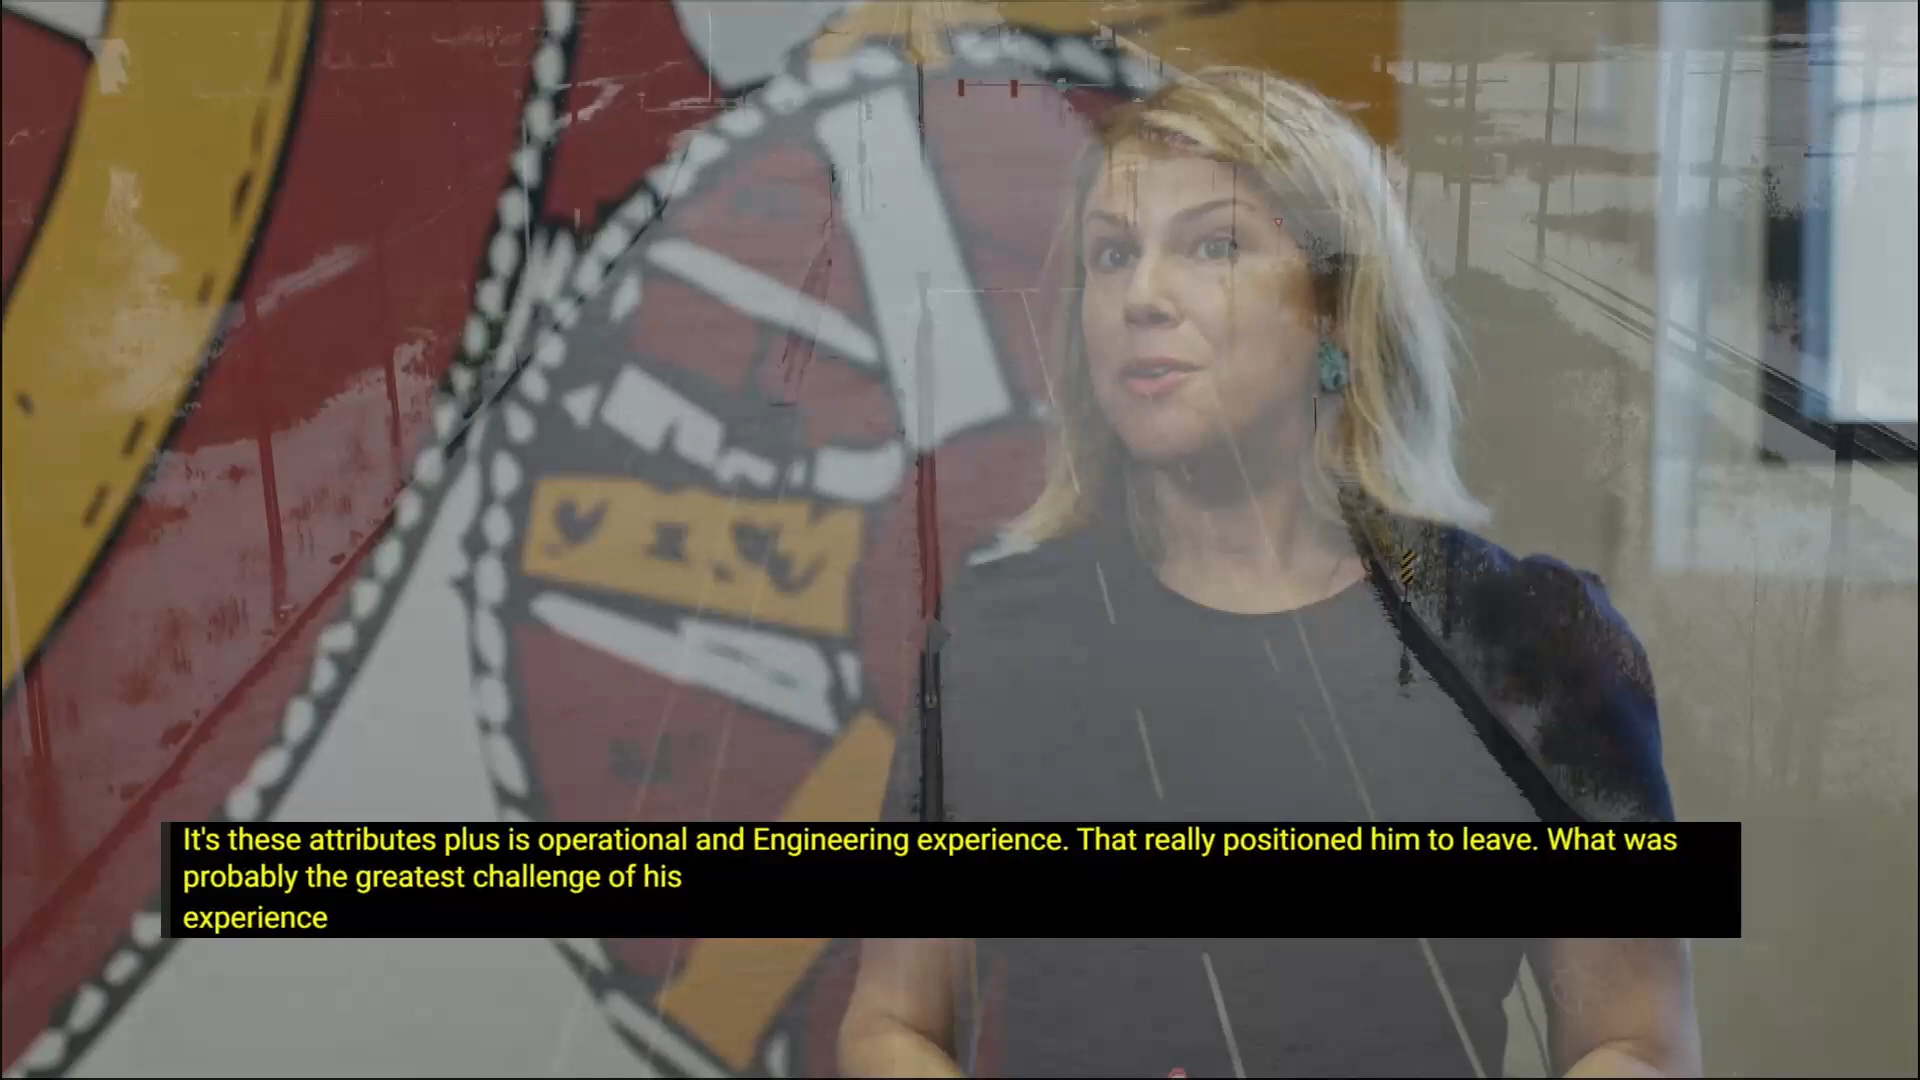 It's these attributes plus is operational and Engineering experience. That really positioned him to leave. What was
probably the greatest challenge of his
experience